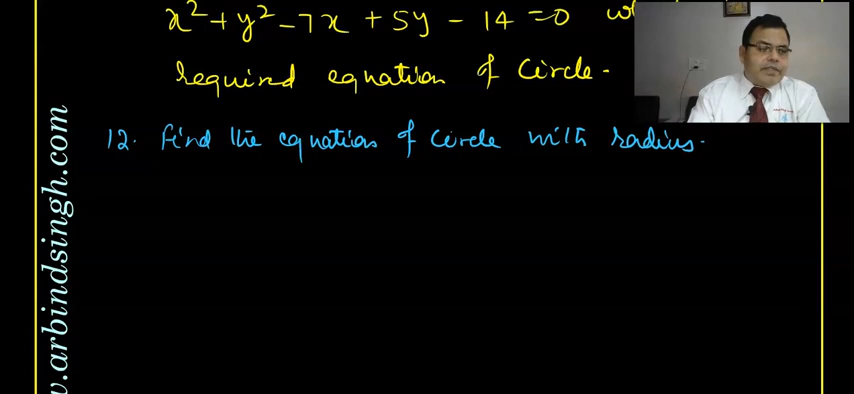 x² + y² - 7x + 5y - 14 = 0
required equation of Circle.
12. Find the equation of Circle with radius.
w.arbindsingh.com